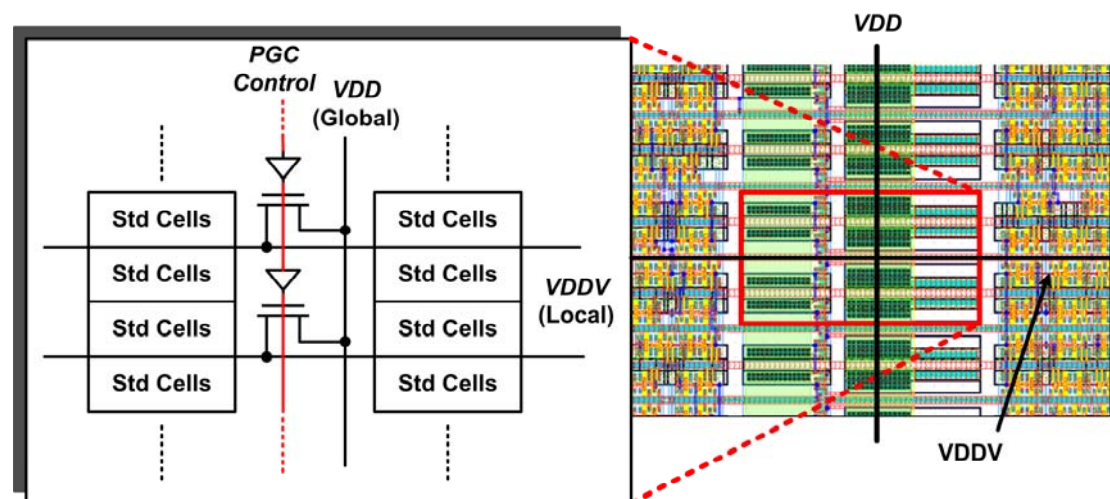 PGC
Control
VDD
(Global)
Std Cells
Std Cells
Std Cells
Std Cells
Std Cells
Std Cells
Std Cells
Std Cells
VDDV
(Local)
VDD
VDDV